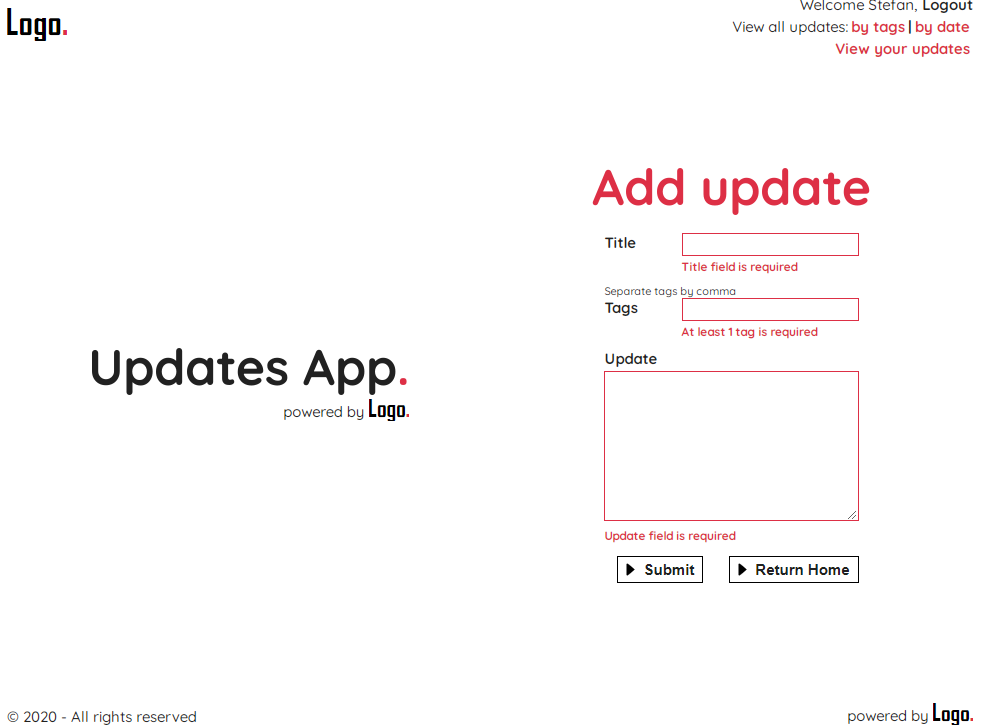 Logo.
Welcome Stefan, Logout
View all updates: by tags | by date
View your updates
Updates App.
powered by Logo.
Add update
Title
Title field is required
Separate tags by comma
Tags
At least 1 tag is required
Update
Update field is required
Submit
Return Home
© 2020 - All rights reserved
powered by Logo.